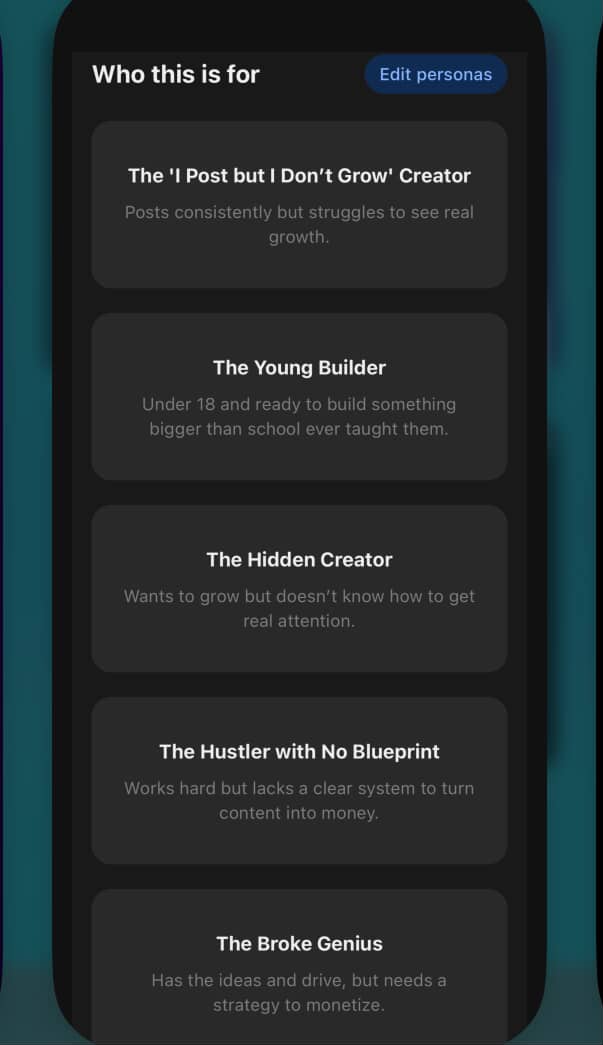 Who this is for
Edit personas
The 'I Post but I Don’t Grow' Creator
Posts consistently but struggles to see real
growth.
The Young Builder
Under 18 and ready to build something
bigger than school ever taught them.
The Hidden Creator
Wants to grow but doesn’t know how to get
real attention.
The Hustler with No Blueprint
Works hard but lacks a clear system to turn
content into money.
The Broke Genius
Has the ideas and drive, but needs a
strategy to monetize.